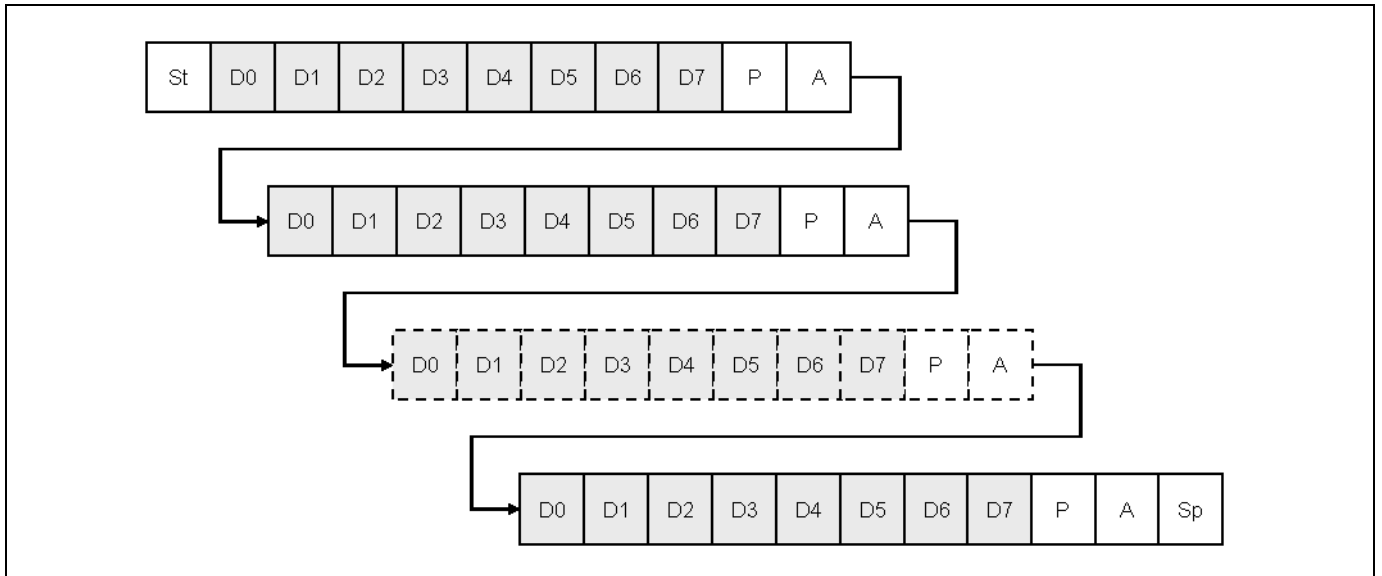 St D0 D1 D2 D3 D4 D5 D6 D7 P A
D0 D1 D2 D3 D4 D5 D6 D7 P A
D0 D1 D2 D3 D4 D5 D6 D7 P A
D0 D1 D2 D3 D4 D5 D6 D7 P A Sp